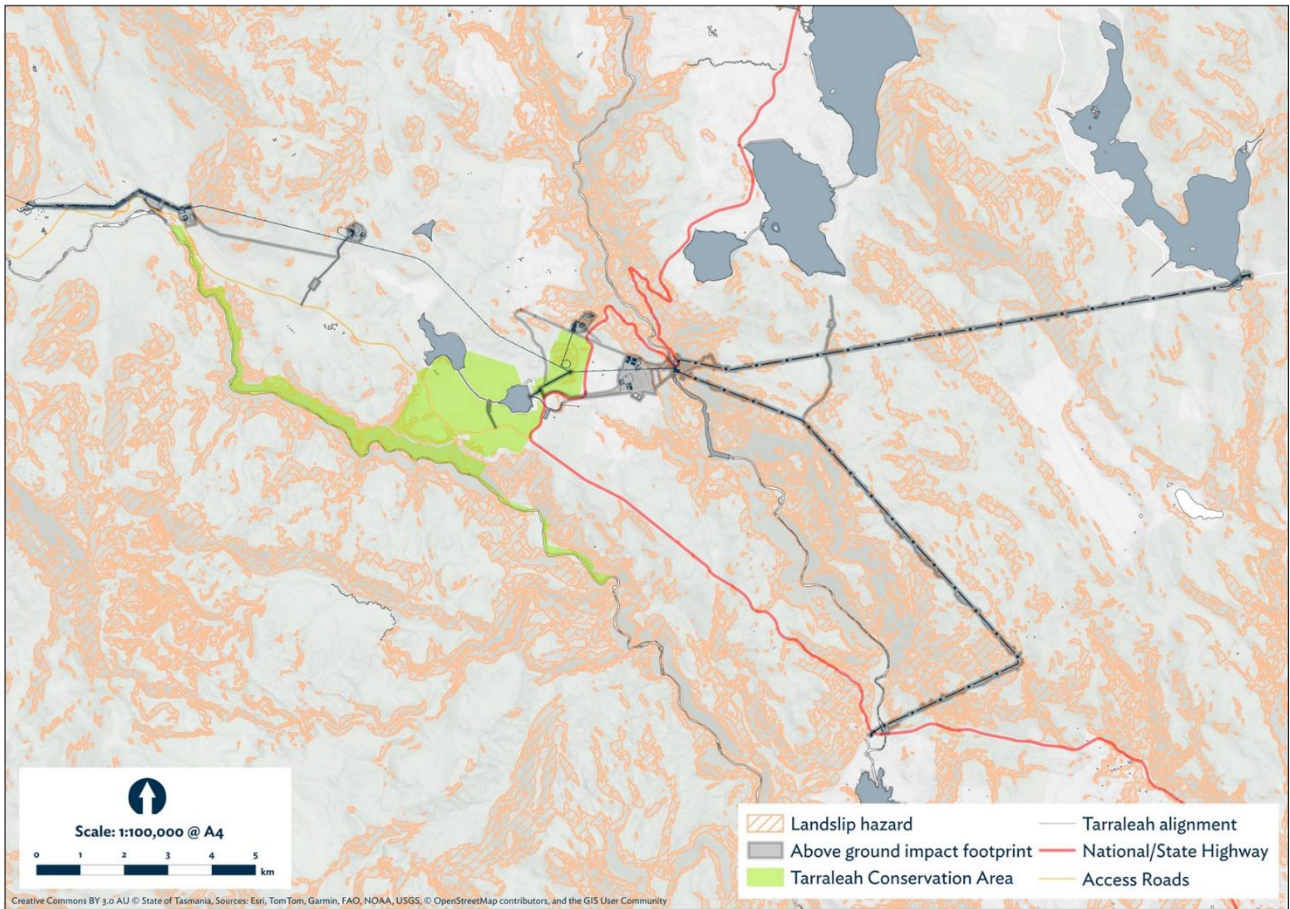 Scale: 1:100,000 @ A4
0 1 2 3 4 5
km
Landslip hazard
Above ground impact footprint
Tarraleah Conservation Area
Tarraleah alignment
National/State Highway
Access Roads
Creative Commons BY 3.0 AU © State of Tasmania, Sources: Esri, TomTom, Garmin, FAO, NOAA, USGS, © OpenStreetMap contributors, and the GIS User Community